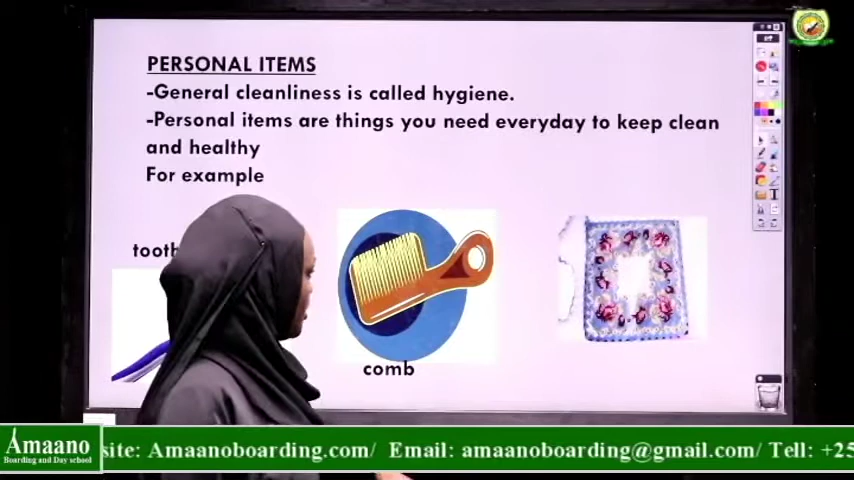 PERSONAL ITEMS
-General cleanliness is called hygiene.
-Personal items are things you need everyday to keep clean
and healthy
For example
tooth
comb
T
Amaano
Boarding and Day school
site: Amaanoboarding.com/ Email: amaanoboarding@gmail.com/ Tell: +25